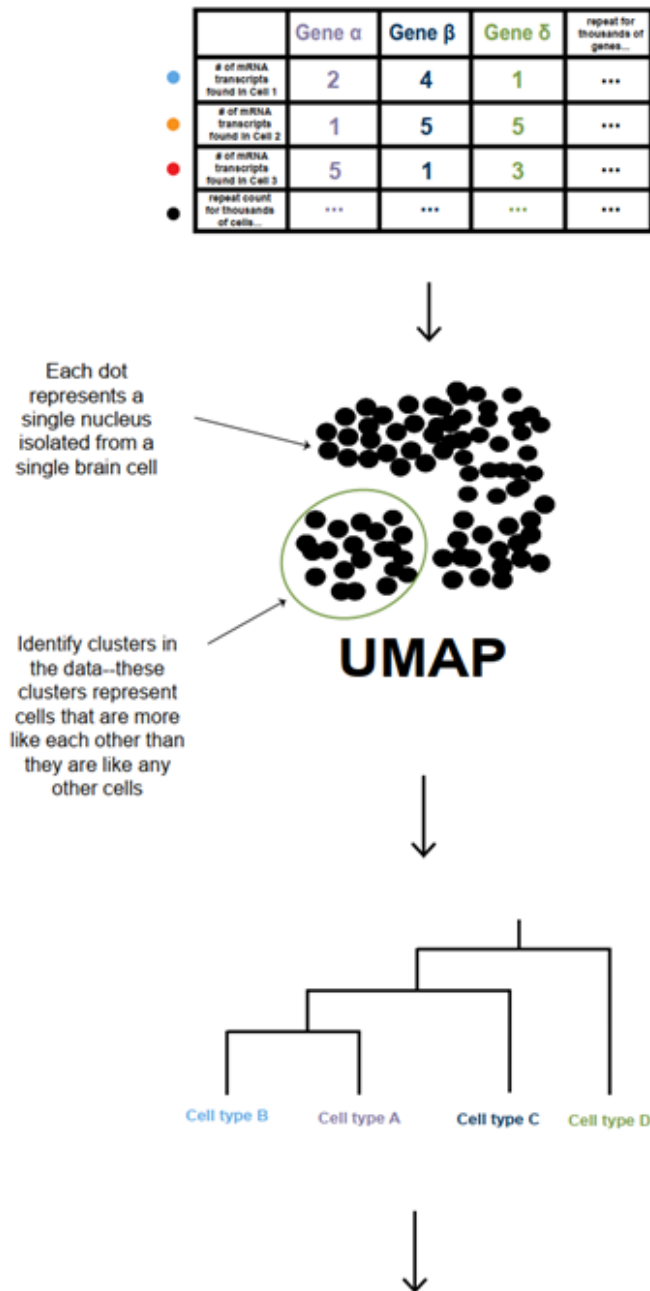 Gene α Gene β Gene δ repeat for
thousands of
genes...
# of mRNA
transcripts
found in Cell 1
2 4 1 ...
# of mRNA
transcripts
found in Cell 2
1 5 5 ...
# of mRNA
transcripts
found in Cell 3
5 1 3 ...
repeat count
for thousands
of cells...
... ... ... ...
Each dot
represents a
single nucleus
isolated from a
single brain cell
Identify clusters in
the data--these
clusters represent
cells that are more
like each other than
they are like any
other cells
UMAP
Cell type B Cell type A Cell type C Cell type D